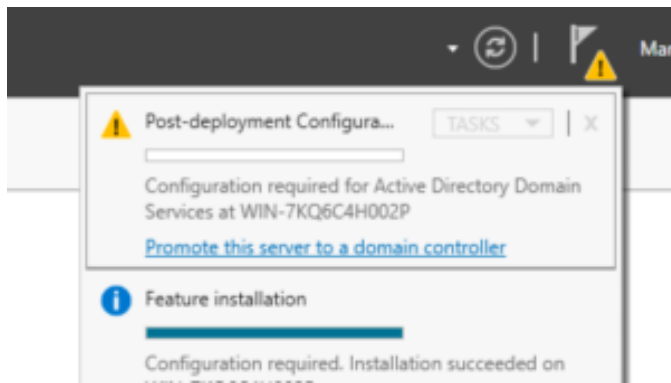 Mar
Post-deployment Configura...
TASKS
X
Configuration required for Active Directory Domain
Services at WIN-7KQ6C4H002P
Promote this server to a domain controller
Feature installation
Configuration required. Installation succeeded on